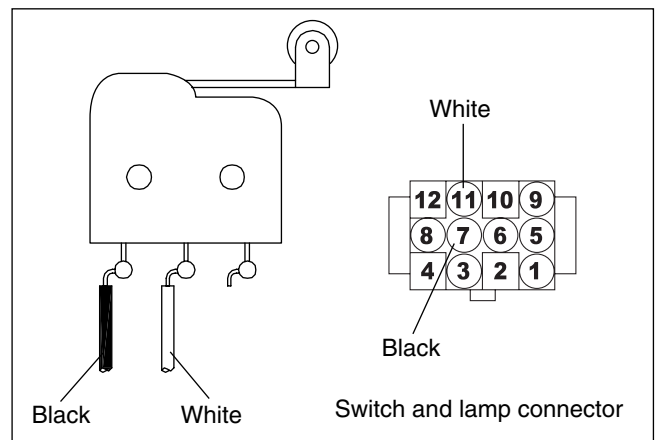 White
12 11 10 9
8 7 6 5
4 3 2 1
Black
Black White
Switch and lamp connector